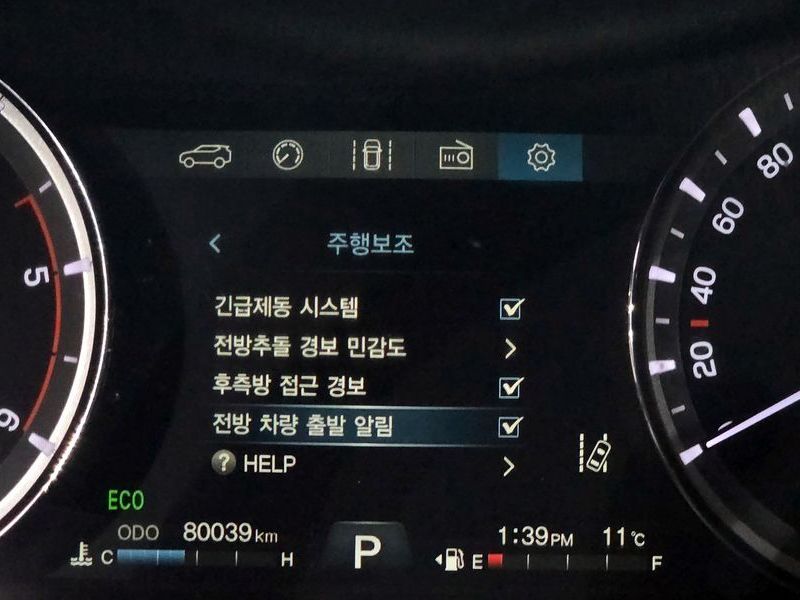 주행보조
긴급제동 시스템
전방추돌 경보 민감도
후측방 접근 경보
전방 차량 출발 알림
? HELP
ECO
ODO 80039 km
C H
P
1:39PM 11℃
E F
5
6
80
60
40
20